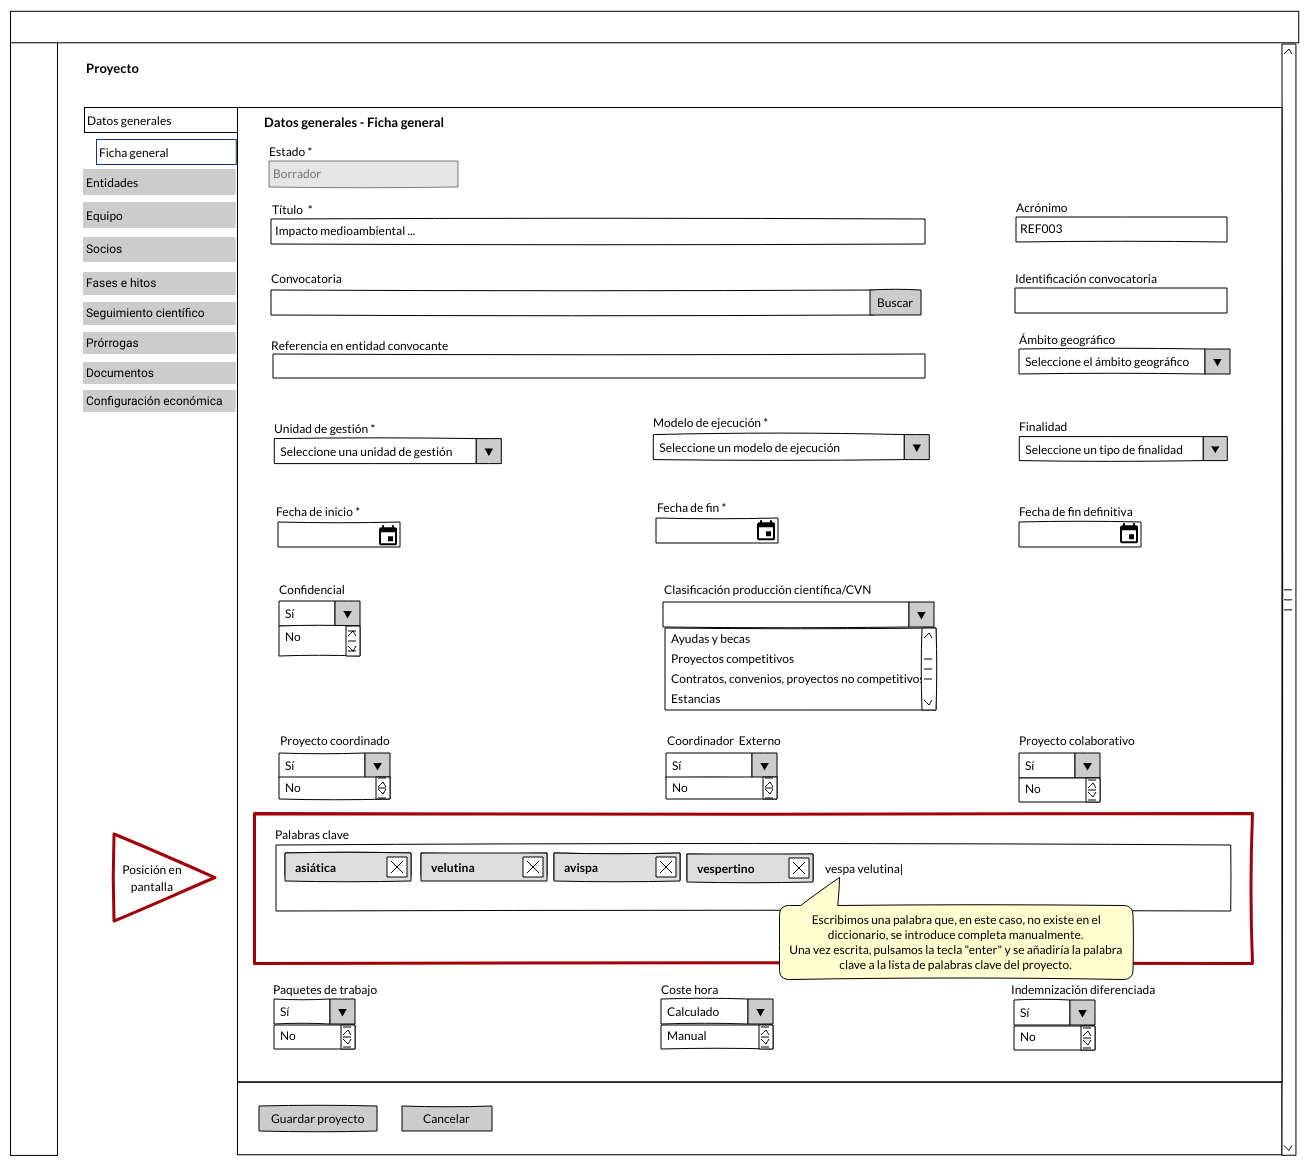 Proyecto
Datos generales
Ficha general
Entidades
Equipo
Socios
Fases e hitos
Seguimiento científico
Prórrogas
Documentos
Configuración económica
Datos generales - Ficha general
Estado *
Borrador
Título *
Impacto medioambiental ...
Acrónimo
REF003
Convocatoria
Buscar
Identificación convocatoria
Referencia en entidad convocante
Ámbito geográfico
Seleccione el ámbito geográfico
Unidad de gestión *
Seleccione una unidad de gestión
Modelo de ejecución *
Seleccione un modelo de ejecución
Finalidad
Seleccione un tipo de finalidad
Fecha de inicio *
Fecha de fin *
Fecha de fin definitiva
Confidencial
Sí
No
Clasificación producción científica/CVN
Ayudas y becas
Proyectos competitivos
Contratos, convenios, proyectos no competitivos
Estancias
Proyecto coordinado
Sí
No
Coordinador Externo
Sí
No
Proyecto colaborativo
Sí
No
Posición en
pantalla
Palabras clave
asiática velutina avispa vespertino vespa velutina|
Escribimos una palabra que, en este caso, no existe en el
diccionario, se introduce completa manualmente.
Una vez escrita, pulsamos la tecla "enter" y se añadiría la palabra
clave a la lista de palabras clave del proyecto.
Paquetes de trabajo
Sí
No
Coste hora
Calculado
Manual
Indemnización diferenciada
Sí
No
Guardar proyecto
Cancelar